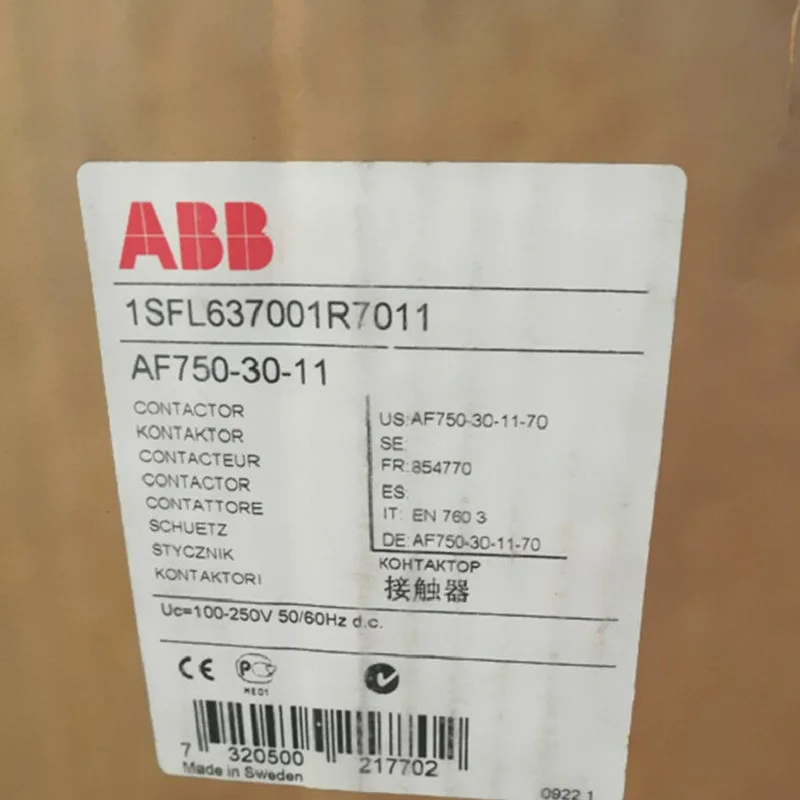 ABB
1SFL637001R7011
AF750-30-11
CONTACTOR
KONTAKTOR
CONTACTEUR
CONTACTOR
CONTATTORE
SCHUETZ
STYCZNIK
KONTAKTORI
US:AF750-30-11-70
SE:
FR:854770
ES:
IT: EN 760 3
DE:AF750-30-11-70
КОНТАКТОР
接触器
Uc=100-250V 50/60Hz d.c.
CE
ME01
7 320500 217702
Made in Sweden
0922 1